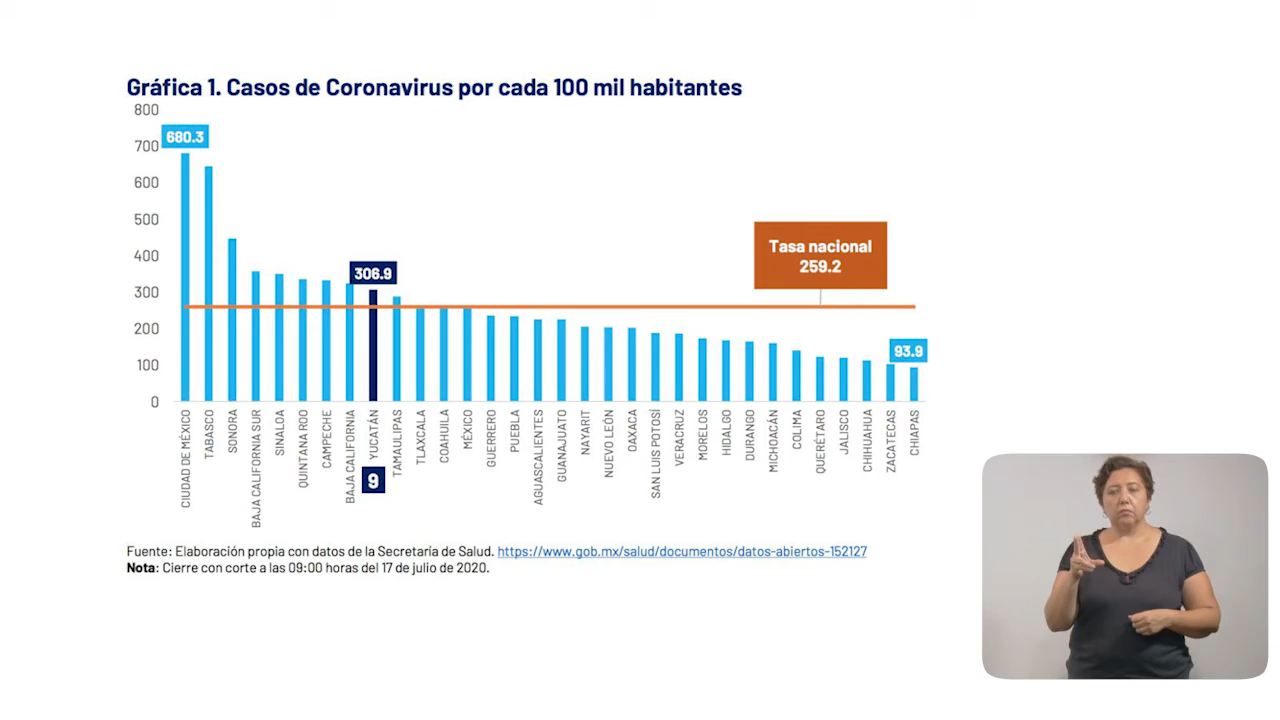 Gráfica 1. Casos de Coronavirus por cada 100 mil habitantes
800
700
600
500
400
300
200
100
0
680.3
306.9
Tasa nacional
259.2
93.9
CIUDAD DE MÉXICO
TABASCO
SONORA
BAJA CALIFORNIA SUR
SINALOA
QUINTANA ROO
CAMPECHE
BAJA CALIFORNIA
YUCATÁN
TAMAULIPAS
TLAXCALA
COAHUILA
MÉXICO
GUERRERO
PUEBLA
AGUASCALIENTES
GUANAJUATO
NAYARIT
NUEVO LEÓN
OAXACA
SAN LUIS POTOSÍ
VERACRUZ
MORELOS
HIDALGO
DURANGO
MICHOACÁN
COLIMA
QUERÉTARO
JALISCO
CHIHUAHUA
ZACATECAS
CHIAPAS
9
Fuente: Elaboración propia con datos de la Secretaría de Salud. https://www.gob.mx/salud/documentos/datos-abiertos-152127
Nota: Cierre con corte a las 09:00 horas del 17 de julio de 2020.